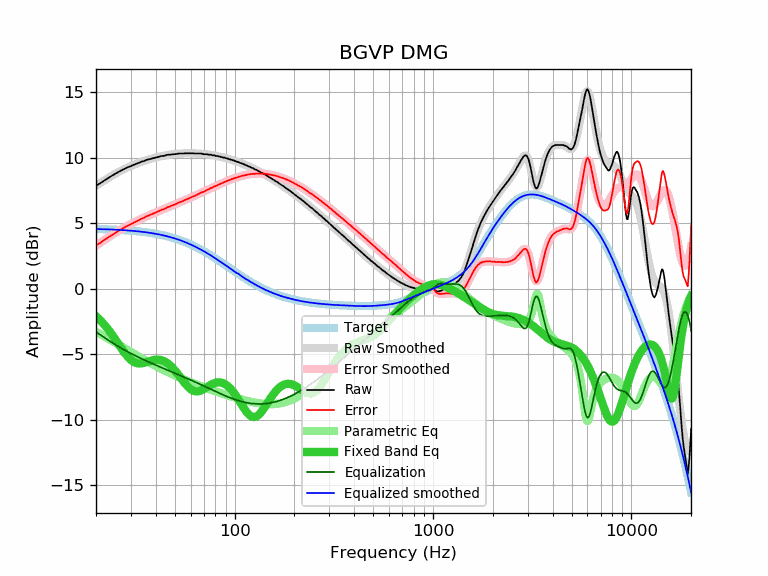 BGVP DMG
15
10
5
0
−5
−10
−15
Amplitude (dBr)
Target
Raw Smoothed
Error Smoothed
Raw
Error
Parametric Eq
Fixed Band Eq
Equalization
Equalized smoothed
100
1000
10000
Frequency (Hz)